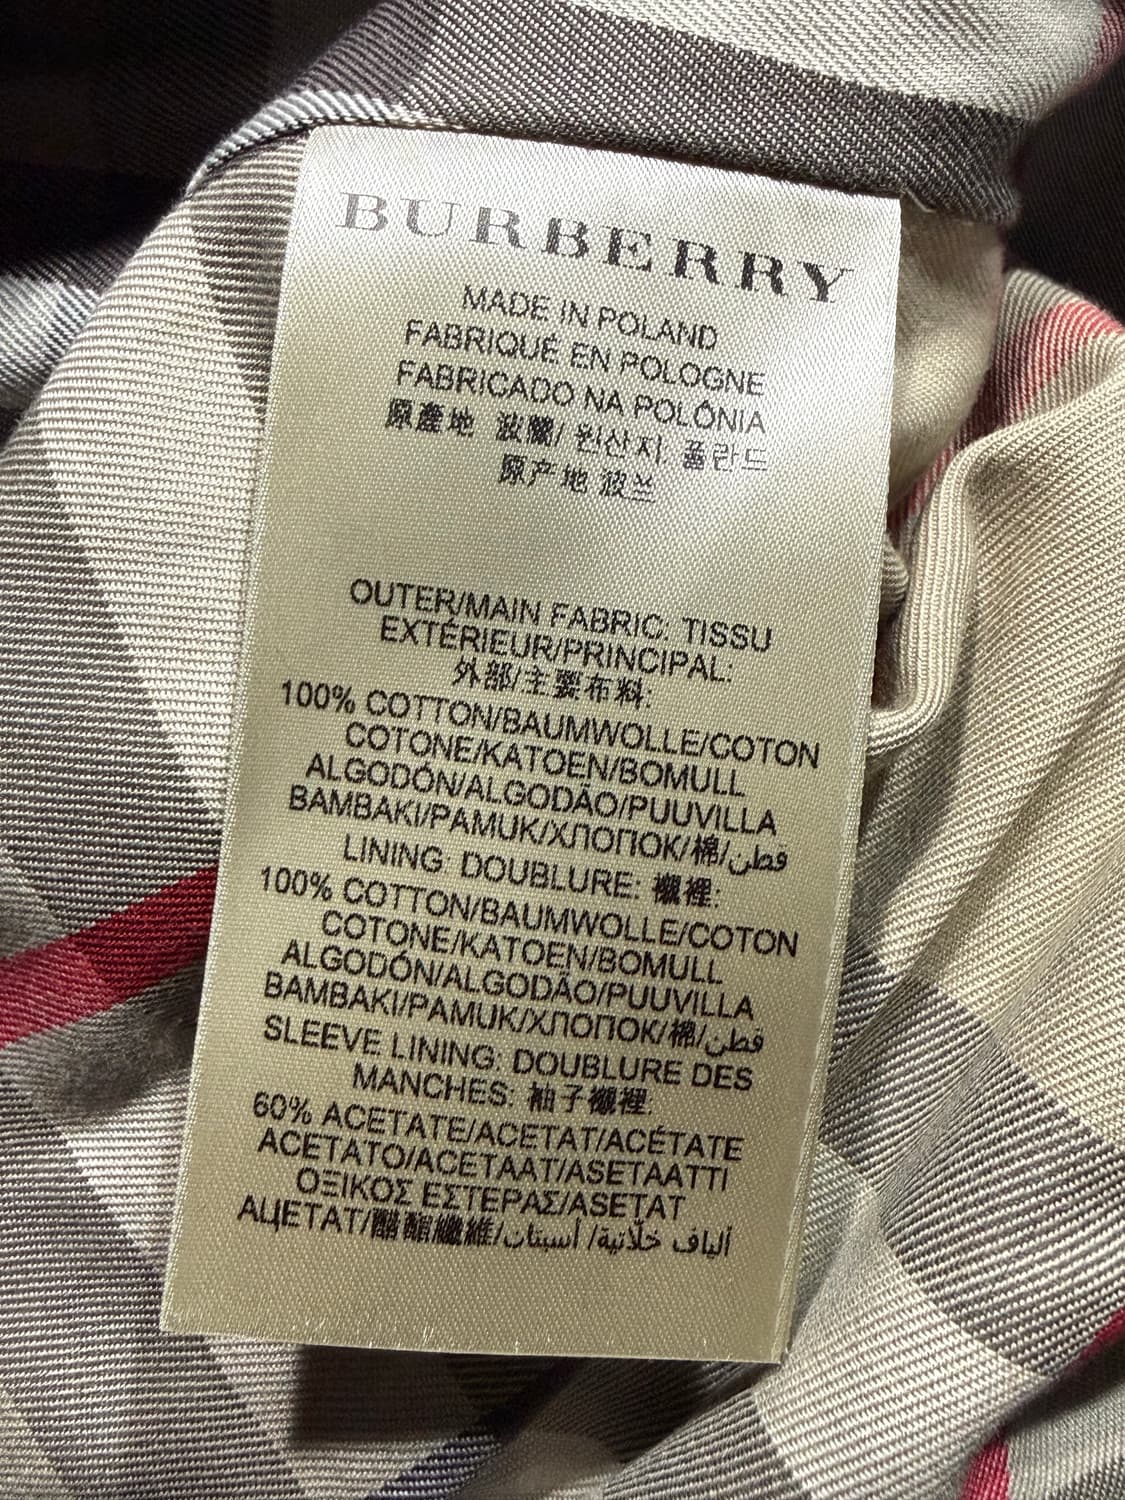 BURBERRY
MADE IN POLAND
FABRIQUÉ EN POLOGNE
FABRICADO NA POLÔNIA
原產地 波蘭/ 원산지: 폴란드
原产地 波兰
OUTER/MAIN FABRIC: TISSU
EXTÉRIEUR/PRINCIPAL:
外部/主要布料:
100% COTTON/BAUMWOLLE/COTON
COTONE/KATOEN/BOMULL
ALGODÓN/ALGODÃO/PUUVILLA
BAMBAKI/PAMUK/ХЛОПОК/棉/قطن
LINING: DOUBLURE: 襯裡:
100% COTTON/BAUMWOLLE/COTON
COTONE/KATOEN/BOMULL
ALGODÓN/ALGODÃO/PUUVILLA
BAMBAKI/PAMUK/ХЛОПОК/棉/قطن
SLEEVE LINING: DOUBLURE DES
MANCHES: 袖子襯裡:
60% ACETATE/ACETAT/ACÉTATE
ACETATO/ACETAAT/ASETAATTI
ΟΞΙΚΟΣ ΕΣΤΕΡΑΣ/ASETAT
АЦЕТАТ/醋酯纖維/ألياف خلّاتية/ أسيتات